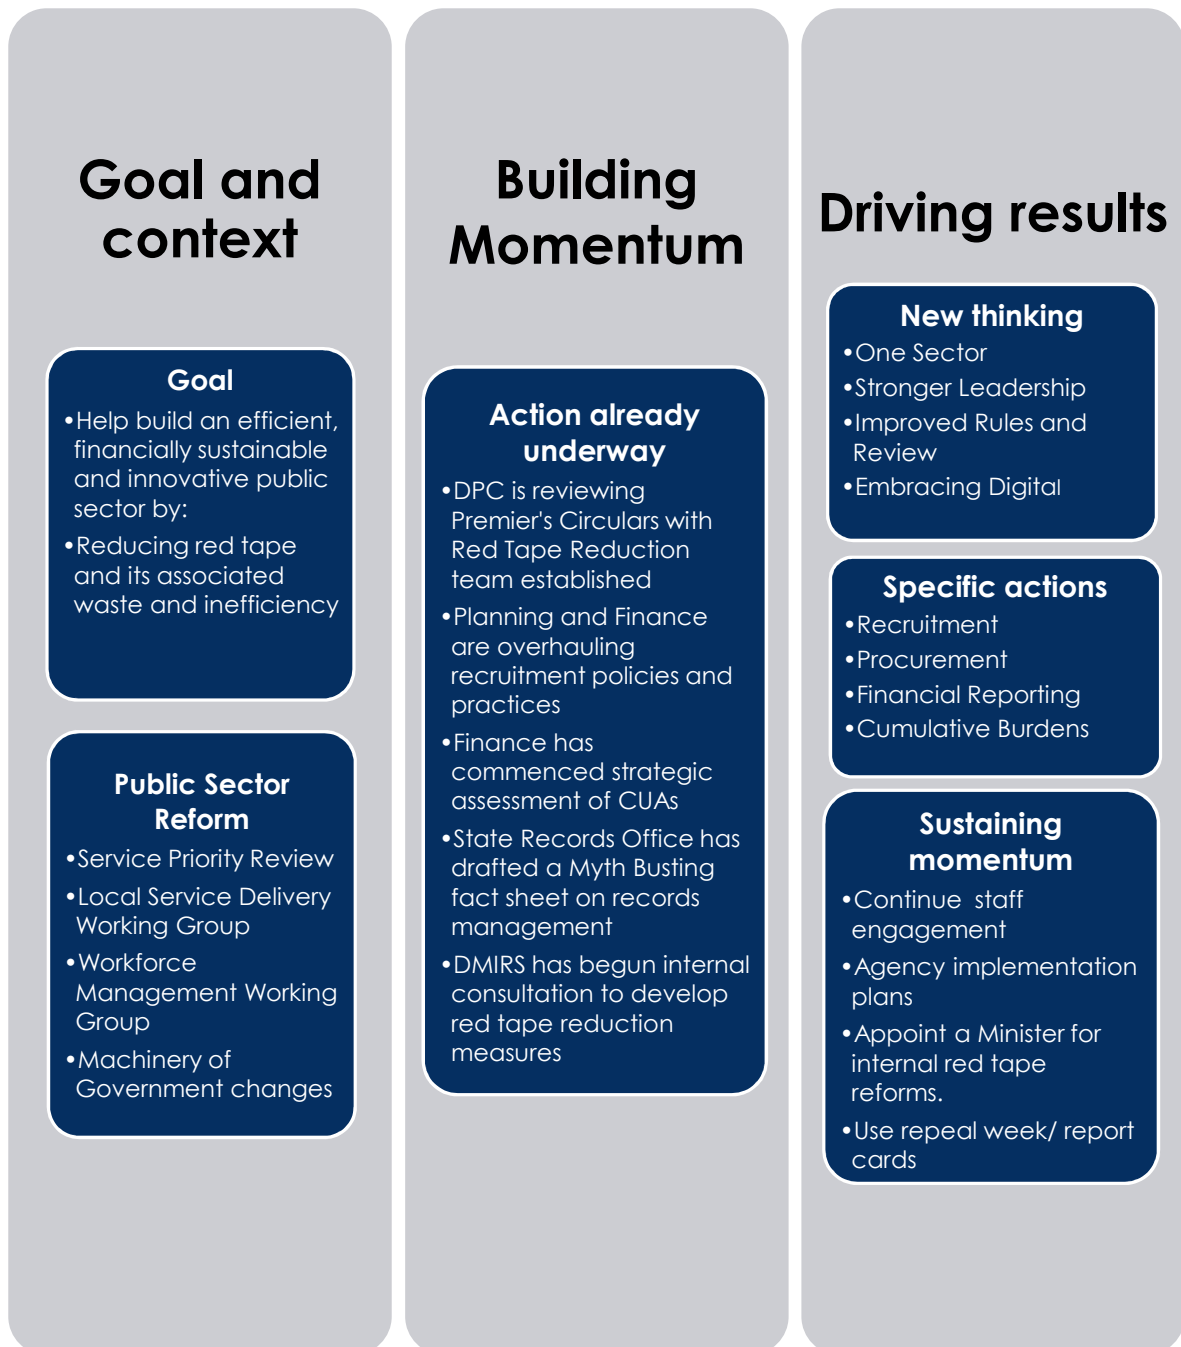 Goal and
context
Goal
•Help build an efficient,
financially sustainable
and innovative public
sector by:
•Reducing red tape
and its associated
waste and inefficiency
Public Sector
Reform
•Service Priority Review
•Local Service Delivery
Working Group
•Workforce
Management Working
Group
•Machinery of
Government changes
Building
Momentum
Action already
underway
•DPC is reviewing
Premier's Circulars with
Red Tape Reduction
team established
•Planning and Finance
are overhauling
recruitment policies and
practices
•Finance has
commenced strategic
assessment of CUAs
•State Records Office has
drafted a Myth Busting
fact sheet on records
management
•DMIRS has begun internal
consultation to develop
red tape reduction
measures
Driving results
New thinking
•One Sector
•Stronger Leadership
•Improved Rules and
Review
•Embracing Digital
Specific actions
•Recruitment
•Procurement
•Financial Reporting
•Cumulative Burdens
Sustaining
momentum
•Continue staff
engagement
•Agency implementation
plans
•Appoint a Minister for
internal red tape
reforms.
•Use repeal week/ report
cards